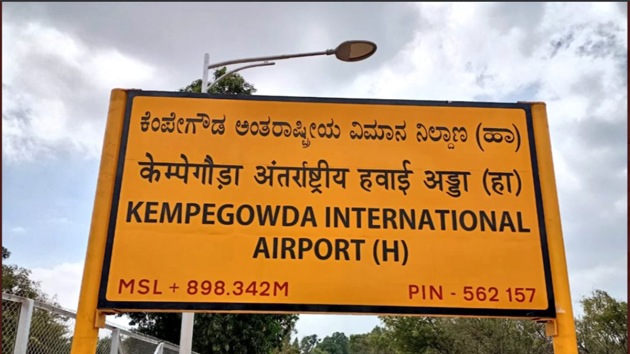 ಕೆಂಪೇಗೌಡ ಅಂತರಾಷ್ಟ್ರೀಯ ವಿಮಾನ ನಿಲ್ದಾಣ (ಹಾ)
केम्पेगौड़ा अंतर्राष्ट्रीय हवाई अड्डा (हा)
KEMPEGOWDA INTERNATIONAL
AIRPORT (H)
MSL + 898.342M PIN - 562 157